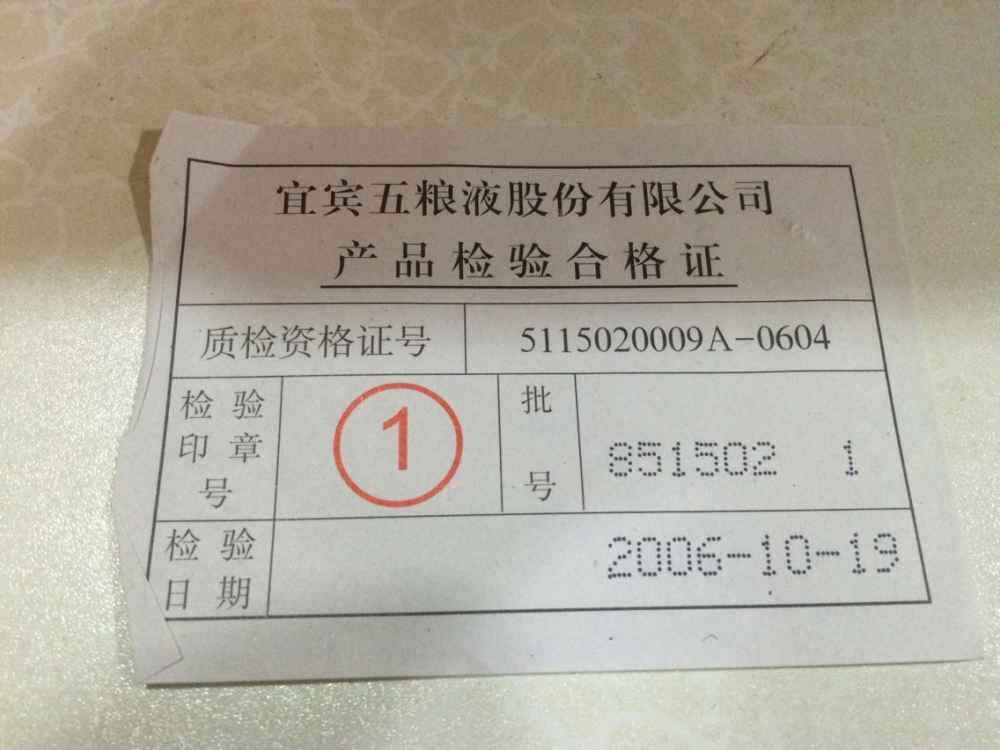 宜宾五粮液股份有限公司
产品检验合格证
质检资格证号 5115020009A-0604
检验印章号 1 批号 851502 1
检验日期 2006-10-19